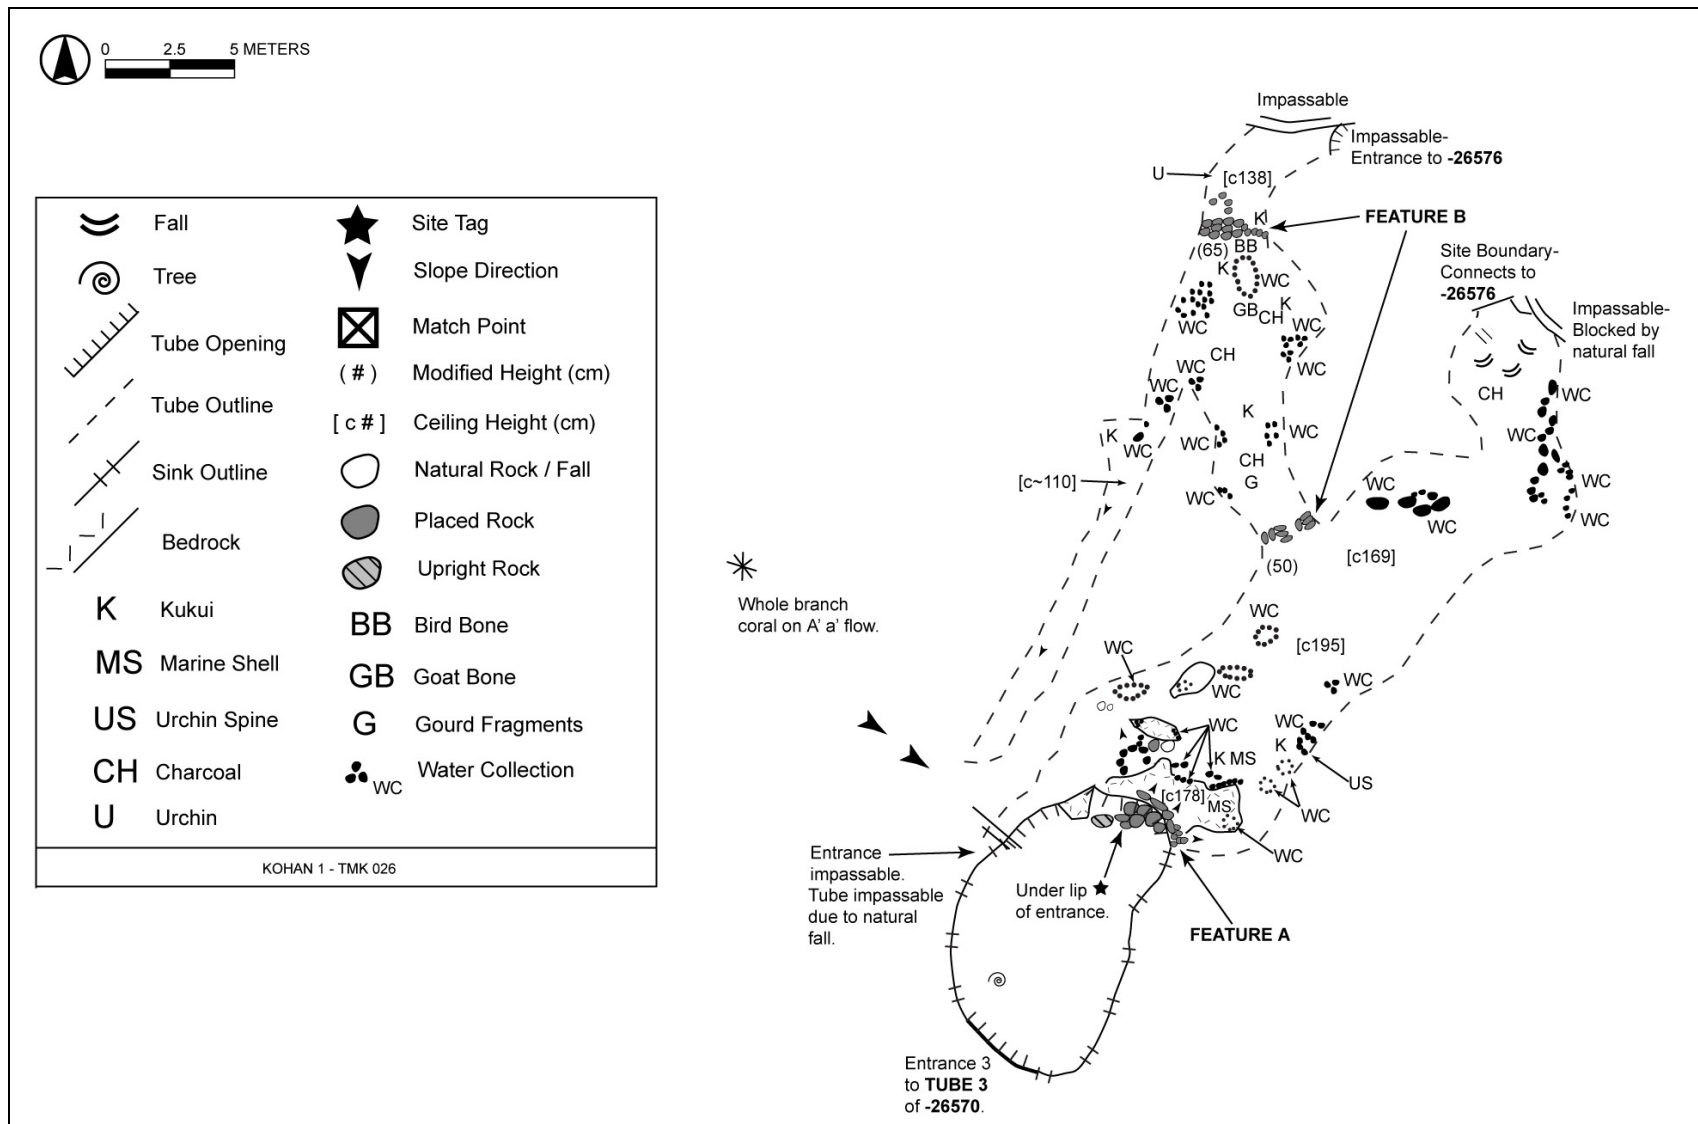 0 2.5 5 METERS
Fall
Tree
Tube Opening
Tube Outline
Sink Outline
Bedrock
K Kukui
MS Marine Shell
US Urchin Spine
CH Charcoal
U Urchin
Site Tag
Slope Direction
Match Point
( # ) Modified Height (cm)
[ c # ] Ceiling Height (cm)
Natural Rock / Fall
Placed Rock
Upright Rock
BB Bird Bone
GB Goat Bone
G Gourd Fragments
WC Water Collection
KOHAN 1 - TMK 026
Impassable
Impassable-
Entrance to -26576
U
[c138]
K
FEATURE B
(65)
BB
K
WC
GB
CH
K
WC
WC
WC
CH
WC
WC
K
WC
K
WC
WC
CH
G
WC
[c~110]
(50)
Site Boundary-
Connects to
-26576
Impassable-
Blocked by
natural fall
CH
WC
WC
WC
WC
WC
WC
[c169]
Whole branch
coral on A' a' flow.
WC
[c195]
WC
WC
WC
WC
WC
K
K MS
[c178]
MS
US
WC
WC
Entrance
impassable.
Tube impassable
due to natural
fall.
Under lip
of entrance.
FEATURE A
Entrance 3
to TUBE 3
of -26570.